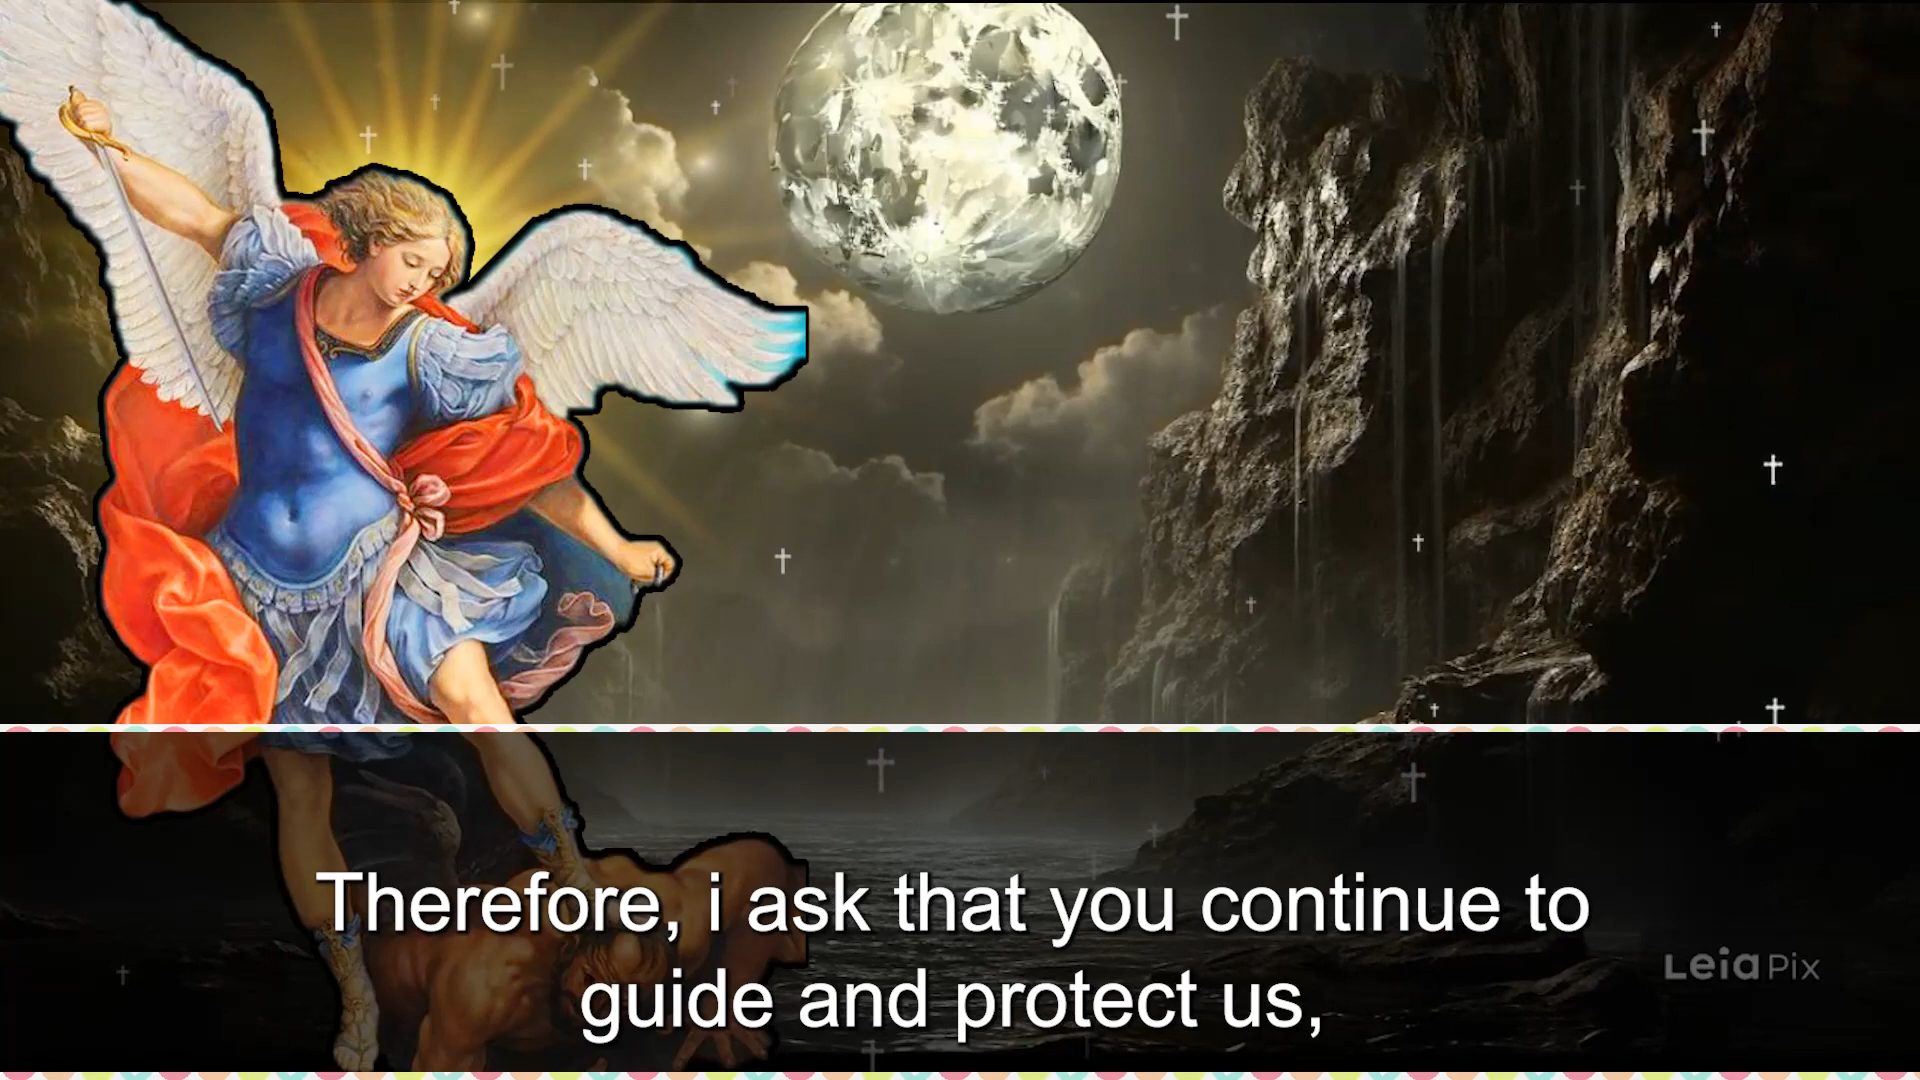 Therefore, i ask that you continue to
guide and protect us,
LeiaPix